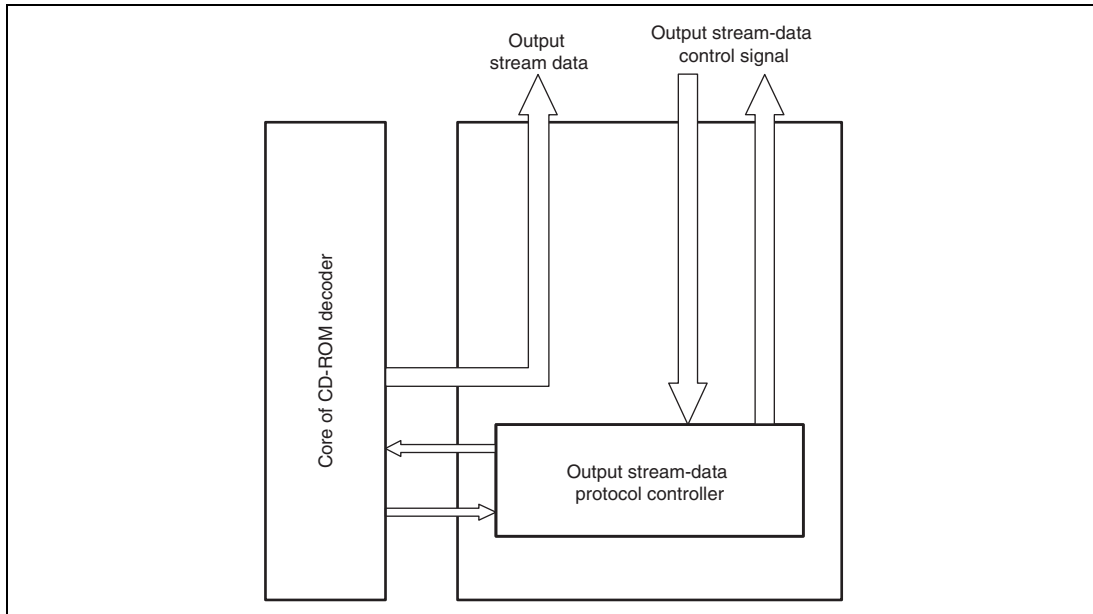 Output
stream data
Output stream-data
control signal
Core of CD-ROM decoder
Output stream-data
protocol controller